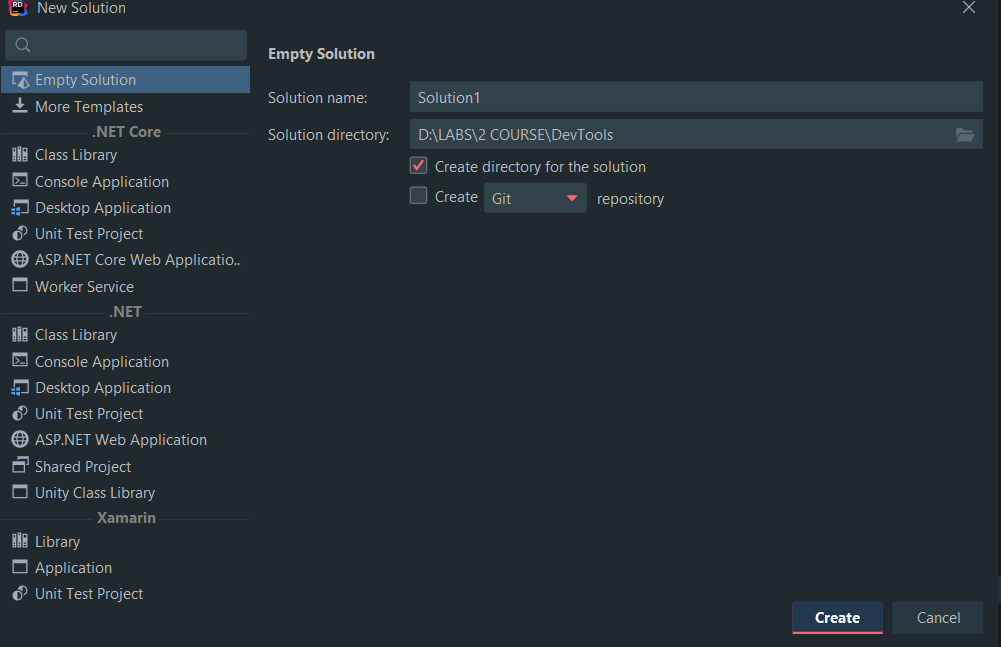 RD
New Solution
Empty Solution
More Templates
.NET Core
Class Library
Console Application
Desktop Application
Unit Test Project
ASP.NET Core Web Applicatio..
Worker Service
.NET
Class Library
Console Application
Desktop Application
Unit Test Project
ASP.NET Web Application
Shared Project
Unity Class Library
Xamarin
Library
Application
Unit Test Project
Empty Solution
Solution name: Solution1
Solution directory: D:\LABS\2 COURSE\DevTools
Create directory for the solution
Create Git repository
Create Cancel